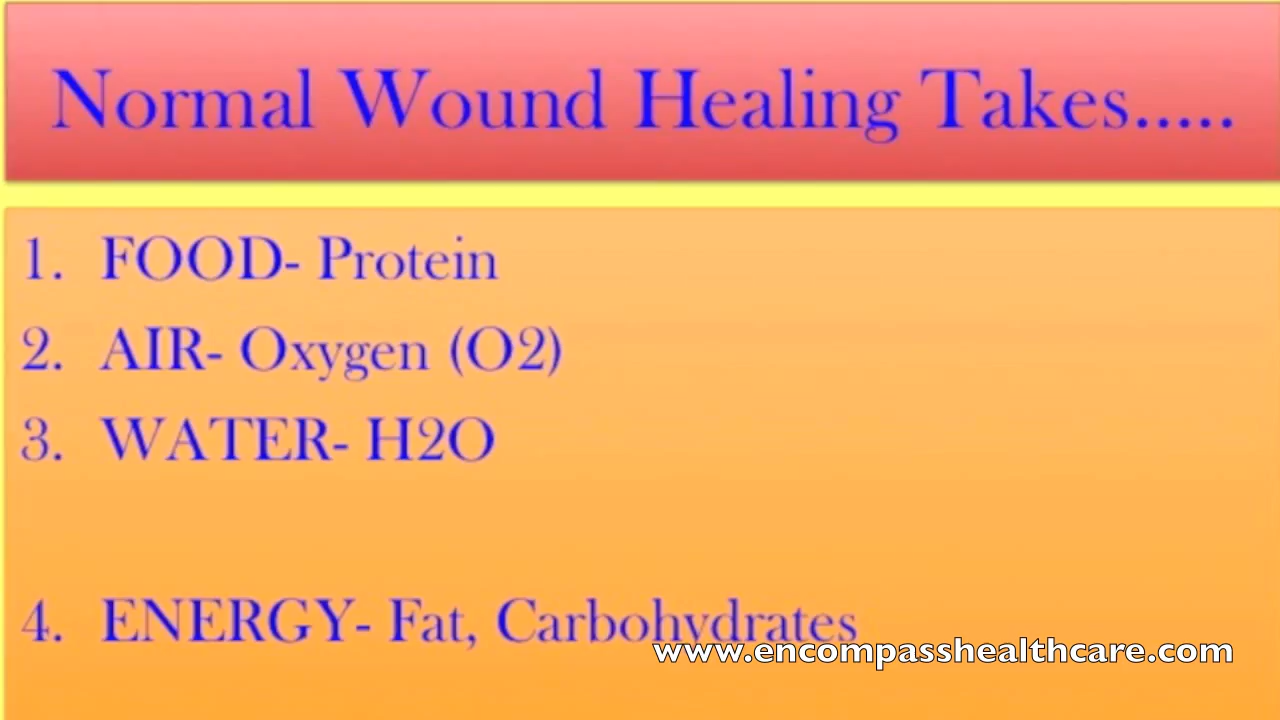 Normal Wound Healing Takes.....
1. FOOD- Protein
2. AIR- Oxygen (O2)
3. WATER- H2O
4. ENERGY- Fat, Carbohydrates
www.encompasshealthcare.com